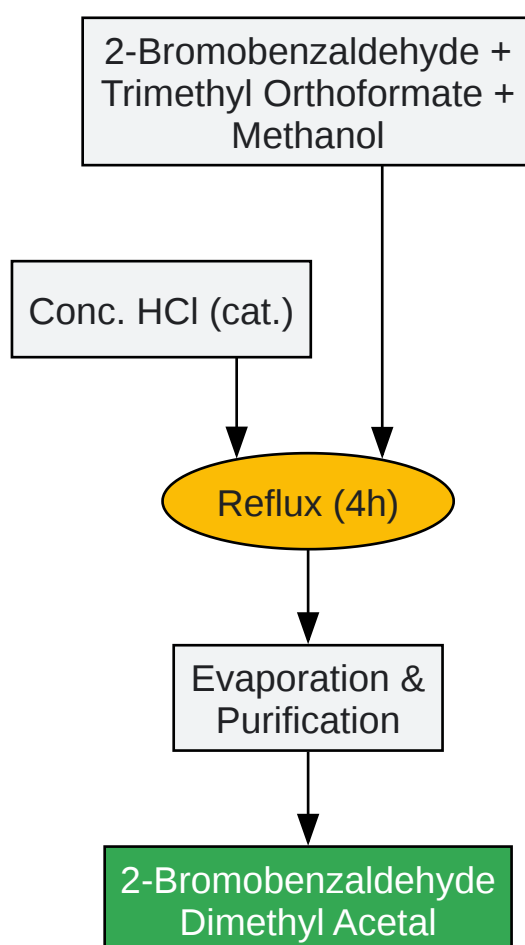 2-Bromobenzaldehyde +
Trimethyl Orthoformate +
Methanol
Conc. HCl (cat.)
Reflux (4h)
Evaporation &
Purification
2-Bromobenzaldehyde
Dimethyl Acetal